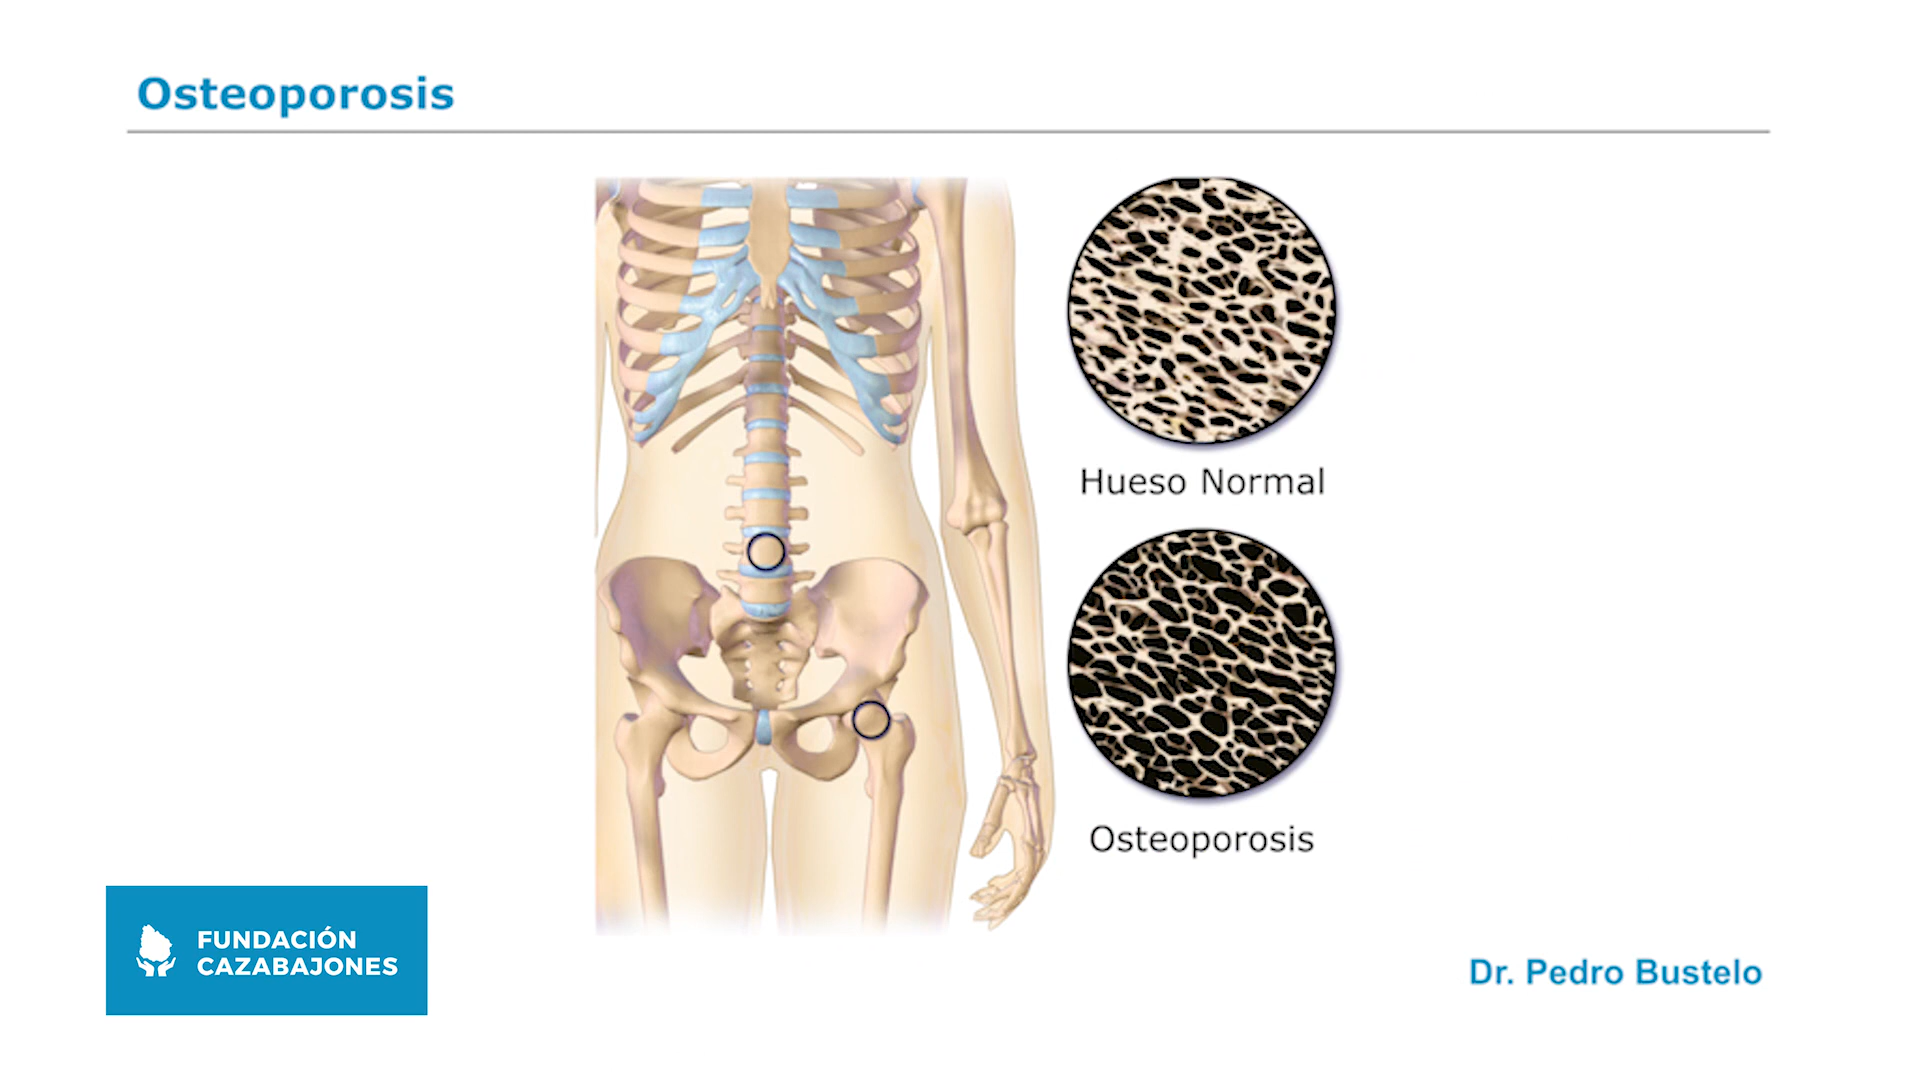 Osteoporosis
Hueso Normal
Osteoporosis
FUNDACIÓN
CAZABAJONES
Dr. Pedro Bustelo